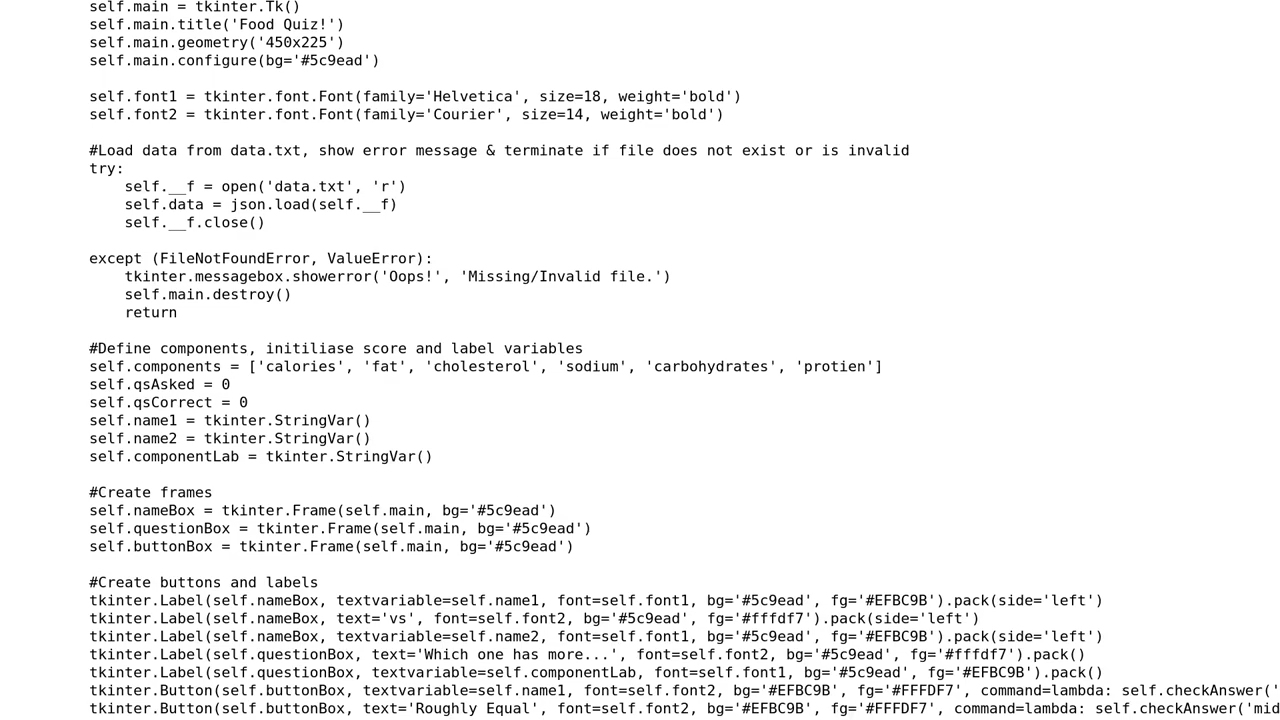 self.main = tkinter.Tk()
self.main.title('Food Quiz!')
self.main.geometry('450x225')
self.main.configure(bg='#5c9ead')
self.font1 = tkinter.font.Font(family='Helvetica', size=18, weight='bold')
self.font2 = tkinter.font.Font(family='Courier', size=14, weight='bold')
#Load data from data.txt, show error message & terminate if file does not exist or is invalid
try:
self.__f = open('data.txt', 'r')
self.data = json.load(self.__f)
self.__f.close()
except (FileNotFoundError, ValueError):
tkinter.messagebox.showerror('Oops!', 'Missing/Invalid file.')
self.main.destroy()
return
#Define components, initiliase score and label variables
self.components = ['calories', 'fat', 'cholesterol', 'sodium', 'carbohydrates', 'protien']
self.qsAsked = 0
self.qsCorrect = 0
self.name1 = tkinter.StringVar()
self.name2 = tkinter.StringVar()
self.componentLab = tkinter.StringVar()
#Create frames
self.nameBox = tkinter.Frame(self.main, bg='#5c9ead')
self.questionBox = tkinter.Frame(self.main, bg='#5c9ead')
self.buttonBox = tkinter.Frame(self.main, bg='#5c9ead')
#Create buttons and labels
tkinter.Label(self.nameBox, textvariable=self.name1, font=self.font1, bg='#5c9ead', fg='#EFBC9B').pack(side='left')
tkinter.Label(self.nameBox, text='vs', font=self.font2, bg='#5c9ead', fg='#fffdf7').pack(side='left')
tkinter.Label(self.nameBox, textvariable=self.name2, font=self.font1, bg='#5c9ead', fg='#EFBC9B').pack(side='left')
tkinter.Label(self.questionBox, text='Which one has more...', font=self.font2, bg='#5c9ead', fg='#fffdf7').pack()
tkinter.Label(self.questionBox, textvariable=self.componentLab, font=self.font1, bg='#5c9ead', fg='#EFBC9B').pack()
tkinter.Button(self.buttonBox, textvariable=self.name1, font=self.font2, bg='#EFBC9B', fg='#FFFDF7', command=lambda: self.checkAnswer('
tkinter.Button(self.buttonBox, text='Roughly Equal', font=self.font2, bg='#EFBC9B', fg='#FFFDF7', command=lambda: self.checkAnswer('mid